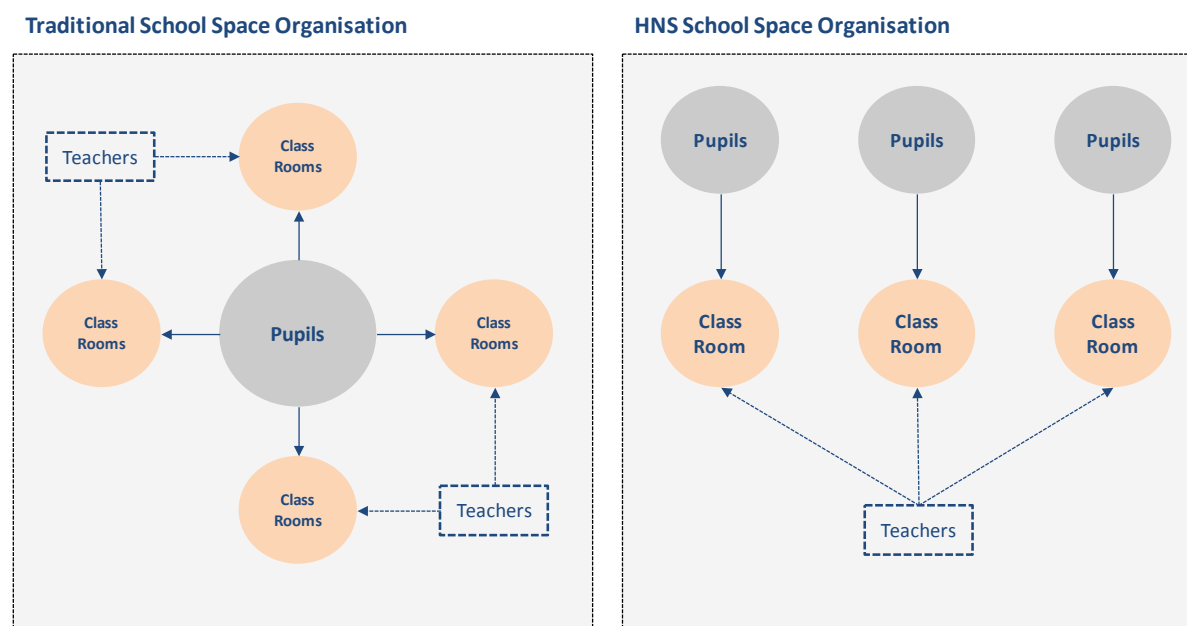 Traditional School Space Organisation
Teachers
Class
Rooms
Class
Rooms
Pupils
Class
Rooms
Class
Rooms
Teachers
HNS School Space Organisation
Pupils
Pupils
Pupils
Class
Room
Class
Room
Class
Room
Teachers